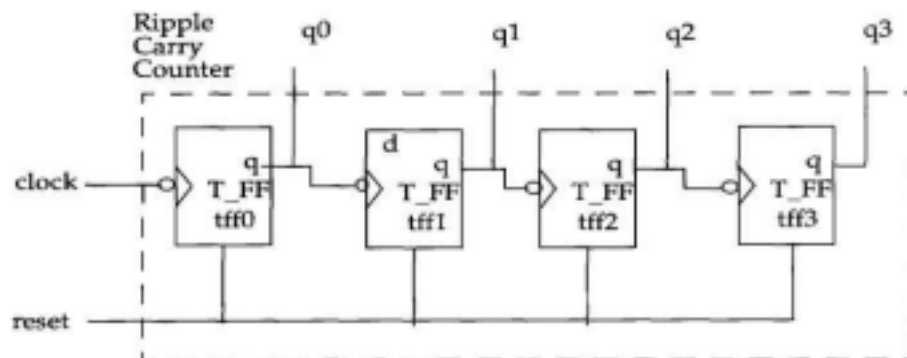 Ripple
Carry
Counter
q0
q1
q2
q3
clock
q
T_FF
tff0
d
q
T_FF
tff1
q
T_FF
tff2
q
T_FF
tff3
reset